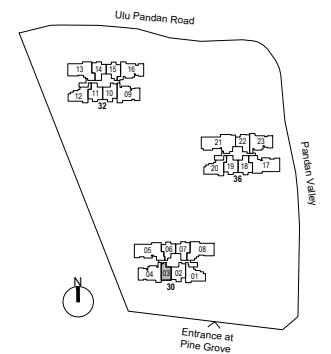 Ulu Pandan Road
13 14 15 16
12 11 10 09
32
21 22 23
20 19 18 17
36
Pandan Valley
05 06 07 08
04 03 02 01
30
N
Entrance at
Pine Grove